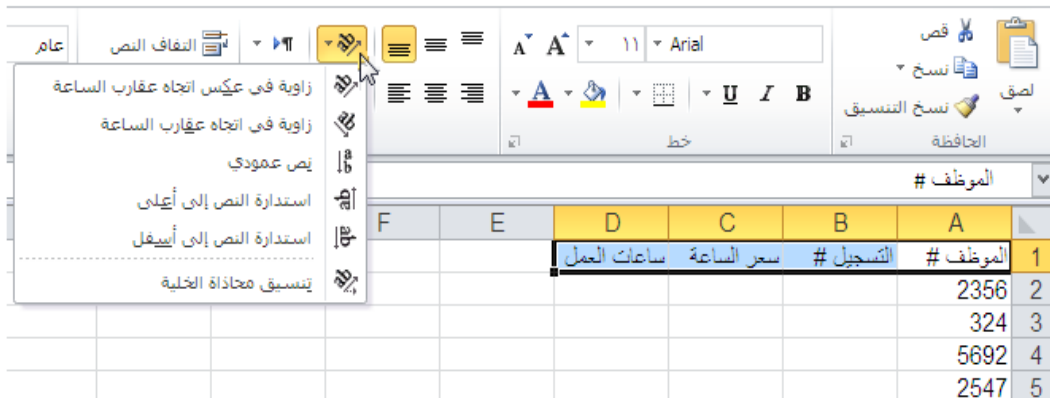 قص
نسخ
نسخ التنسيق
لصق
الحافظة
Arial ١١ A A
B I U A
خط
التفاف النص
عام
زاوية في عكس اتجاه عقارب الساعة
زاوية في اتجاه عقارب الساعة
نص عمودي
استدارة النص إلى أعلى
استدارة النص إلى أسفل
تنسيق محاذاة الخلية
الموظف #
A B C D E F
1 الموظف # التسجيل # سعر الساعة ساعات العمل
2 2356
3 324
4 5692
5 2547